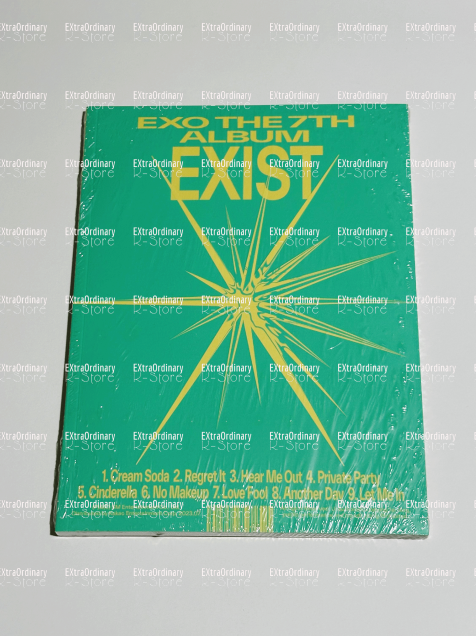 EXO THE 7TH
ALBUM
EXIST
1. Cream Soda 2. Regret It 3. Hear Me Out 4. Private Party
5. Cinderella 6. No Makeup 7. Love Fool 8. Another Day 9. Let Me In
EXtraOrdinary
K-Store